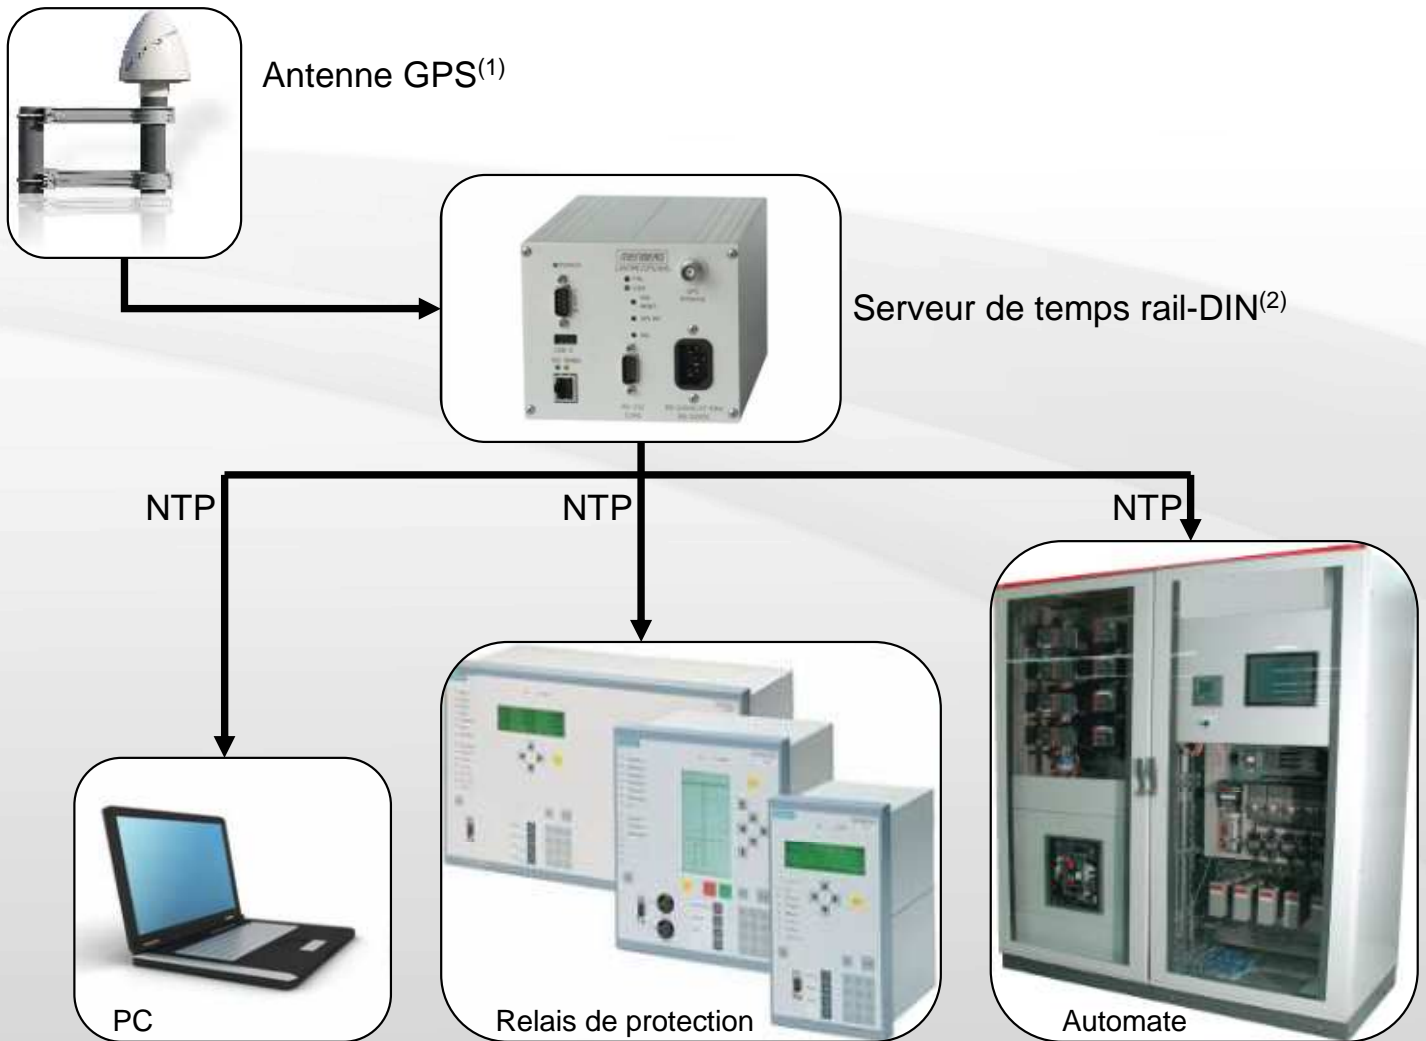 Antenne GPS(1)
Serveur de temps rail-DIN(2)
NTP
NTP
NTP
PC
Relais de protection
Automate